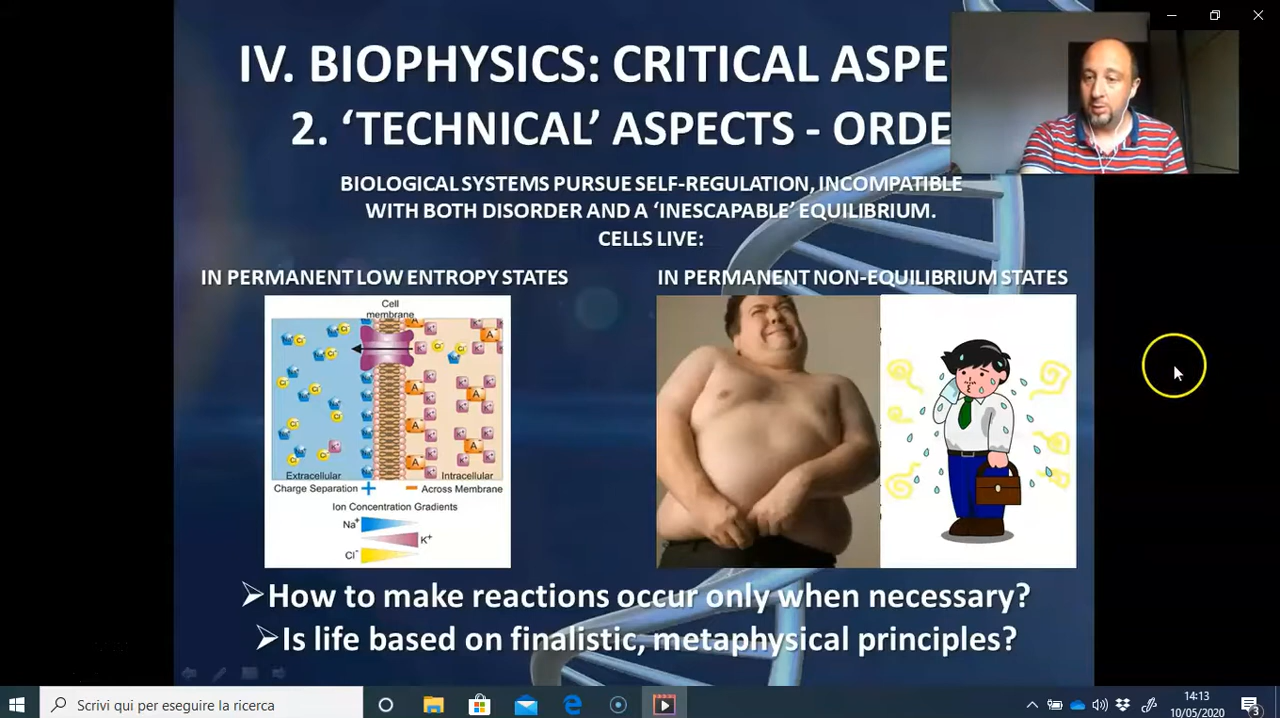 IV. BIOPHYSICS: CRITICAL ASPE
2. ‘TECHNICAL’ ASPECTS - ORDE
BIOLOGICAL SYSTEMS PURSUE SELF-REGULATION, INCOMPATIBLE
WITH BOTH DISORDER AND A ‘INESCAPABLE’ EQUILIBRIUM.
CELLS LIVE:
IN PERMANENT LOW ENTROPY STATES
IN PERMANENT NON-EQUILIBRIUM STATES
Cell
membrane
Extracellular
Intracellular
Charge Separation + - Across Membrane
Ion Concentration Gradients
Na+
K+
Cl-
➢How to make reactions occur only when necessary?
➢Is life based on finalistic, metaphysical principles?
Scrivi qui per eseguire la ricerca
14:13
10/05/2020
3